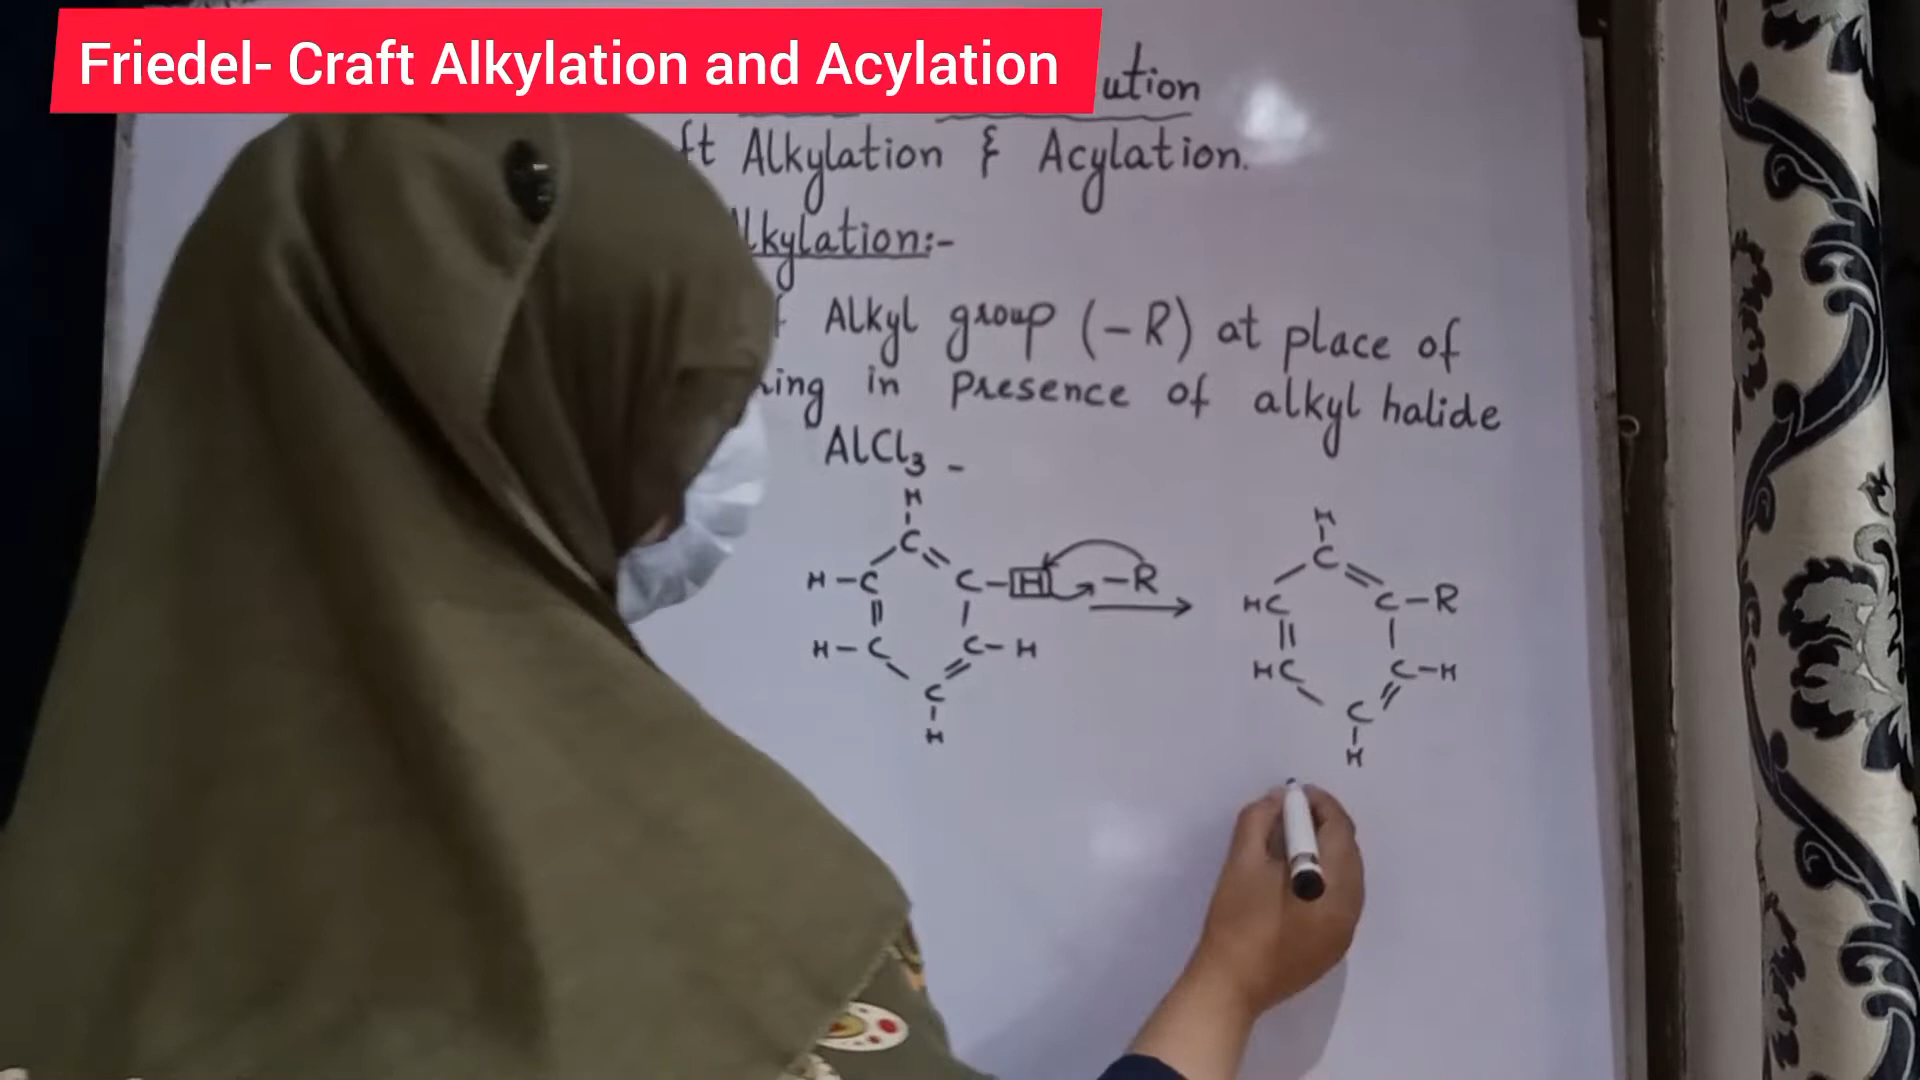 Friedel- Craft Alkylation and Acylation
ution
ft Alkylation & Acylation.
lkylation:-
Alkyl group (-R) at place of
ring in presence of alkyl halide
AlCl3 -
H
C
H-C C-H -R
H-C C-H
C
H
H
C
HC C-R
HC C-H
C
H